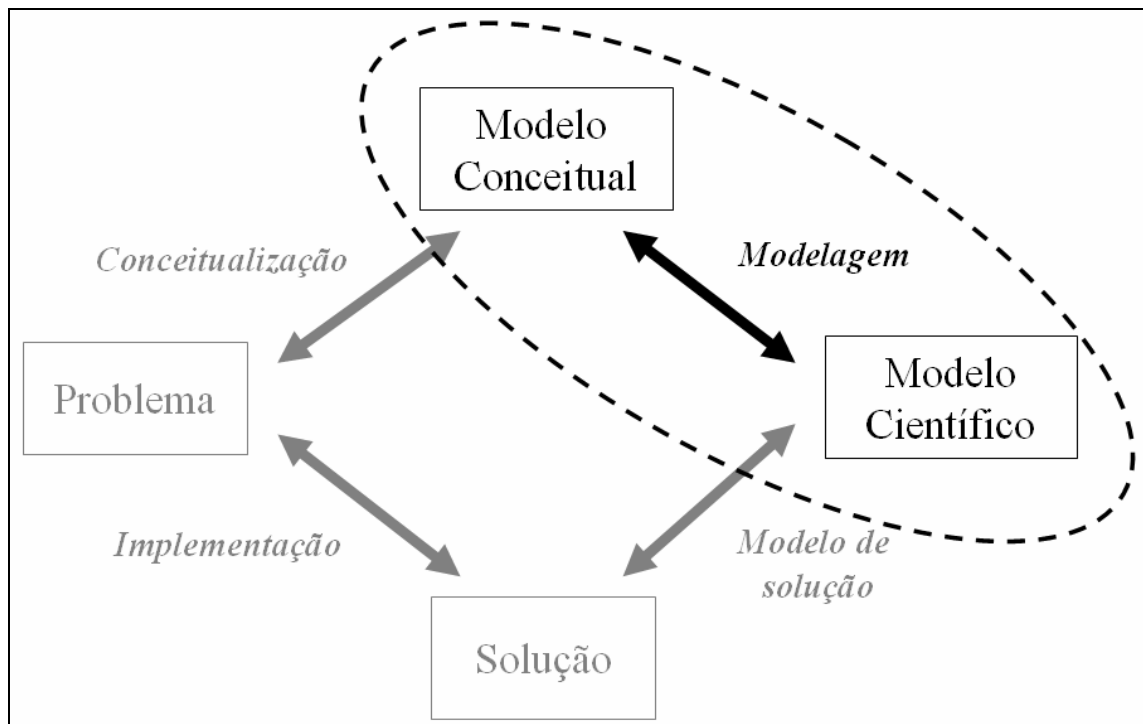 Modelo
Conceitual
Conceitualização
Modelagem
Problema
Modelo
Científico
Implementação
Modelo de
solução
Solução